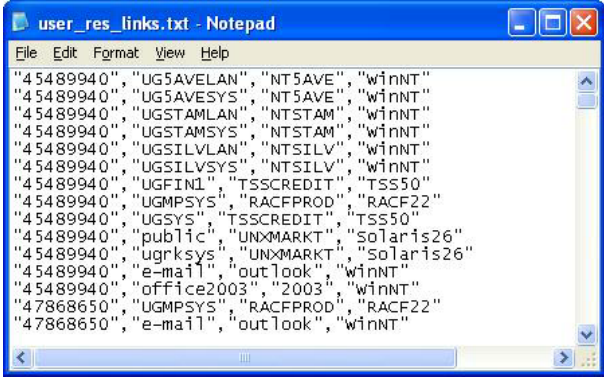 user_res_links.txt - Notepad
File Edit Format View Help
"45489940","UG5AVELAN","NT5AVE","WinNT"
"45489940","UG5AVESYS","NT5AVE","WinNT"
"45489940","UGSTAMLAN","NTSTAM","WinNT"
"45489940","UGSTAMSYS","NTSTAM","WinNT"
"45489940","UGSILVLAN","NTSILV","WinNT"
"45489940","UGSILVSYS","NTSILV","WinNT"
"45489940","UGFIN1","TSSCREDIT","TSS50"
"45489940","UGMPSYS","RACFPROD","RACF22"
"45489940","UGSYS","TSSCREDIT","TSS50"
"45489940","public","UNXMARKT","Solaris26"
"45489940","ugrksys","UNXMARKT","Solaris26"
"45489940","e-mail","outlook","WinNT"
"45489940","office2003","2003","WinNT"
"47868650","UGMPSYS","RACFPROD","RACF22"
"47868650","e-mail","outlook","WinNT"